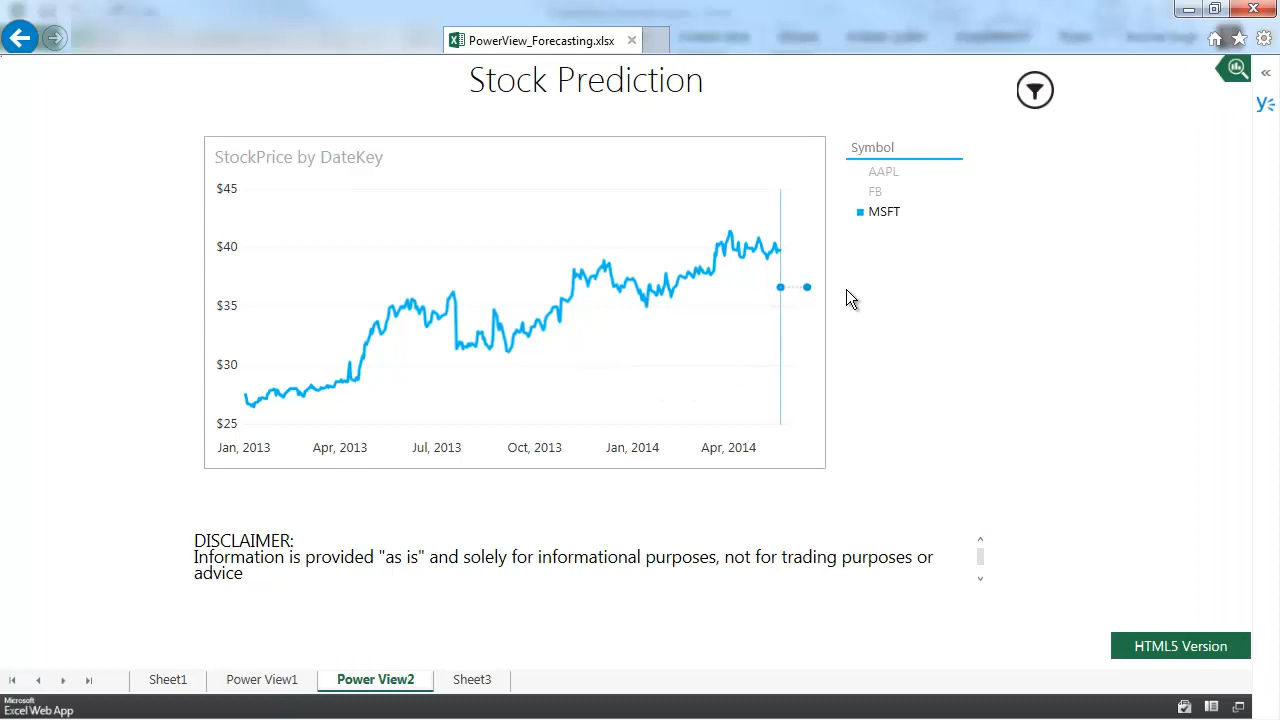 PowerView_Forecasting.xlsx
Stock Prediction
StockPrice by DateKey
$45
$40
$35
$30
$25
Jan, 2013 Apr, 2013 Jul, 2013 Oct, 2013 Jan, 2014 Apr, 2014
Symbol
AAPL
FB
MSFT
DISCLAIMER:
Information is provided "as is" and solely for informational purposes, not for trading purposes or
advice
HTML5 Version
Sheet1 Power View1 Power View2 Sheet3
Microsoft
Excel Web App